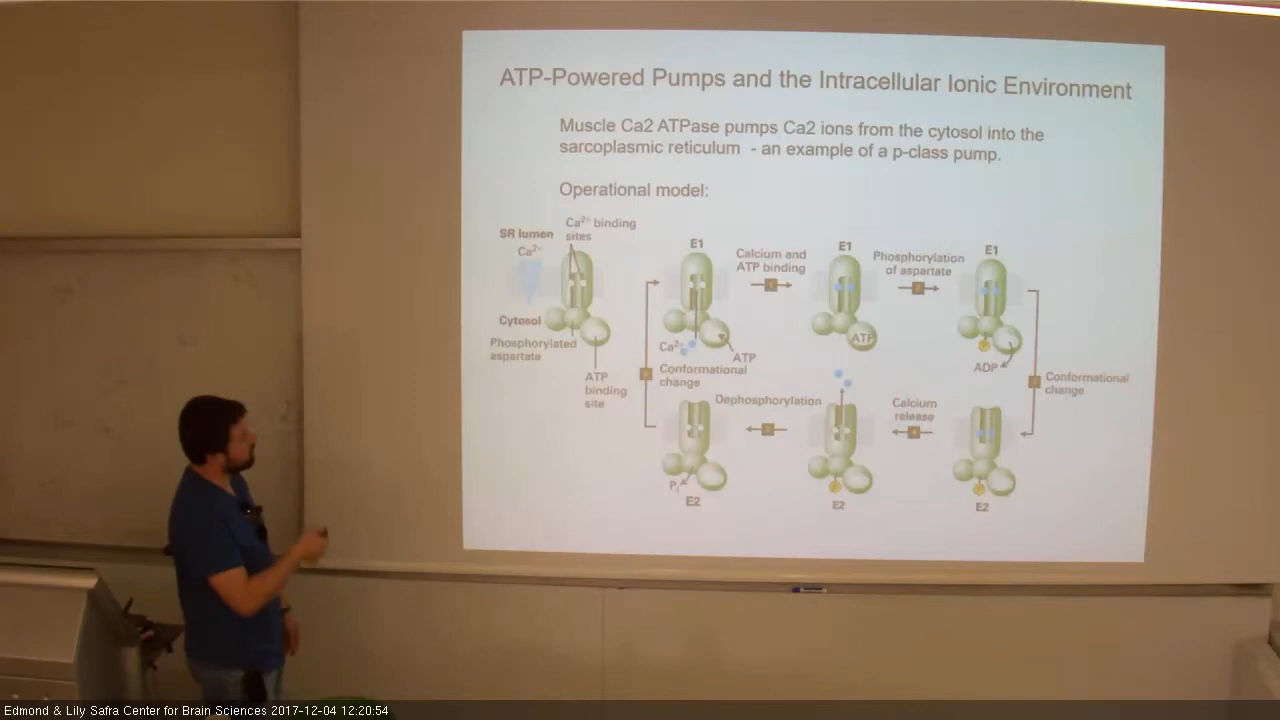 ATP-Powered Pumps and the Intracellular Ionic Environment
Muscle Ca2 ATPase pumps Ca2 ions from the cytosol into the
sarcoplasmic reticulum - an example of a p-class pump.
Operational model:
Ca²⁺ binding
sites
SR lumen
Ca²⁺
Cytosol
Phosphorylated
aspartate
ATP
binding
site
E1
Ca²⁺
ATP
Calcium and
ATP binding
1
E1
ATP
Phosphorylation
of aspartate
2
E1
P
ADP
Conformational
change
E2
P
Calcium
release
4
E2
P
Dephosphorylation
E2
Pi
Conformational
change
Edmond & Lily Safra Center for Brain Sciences 2017-12-04 12:20:54